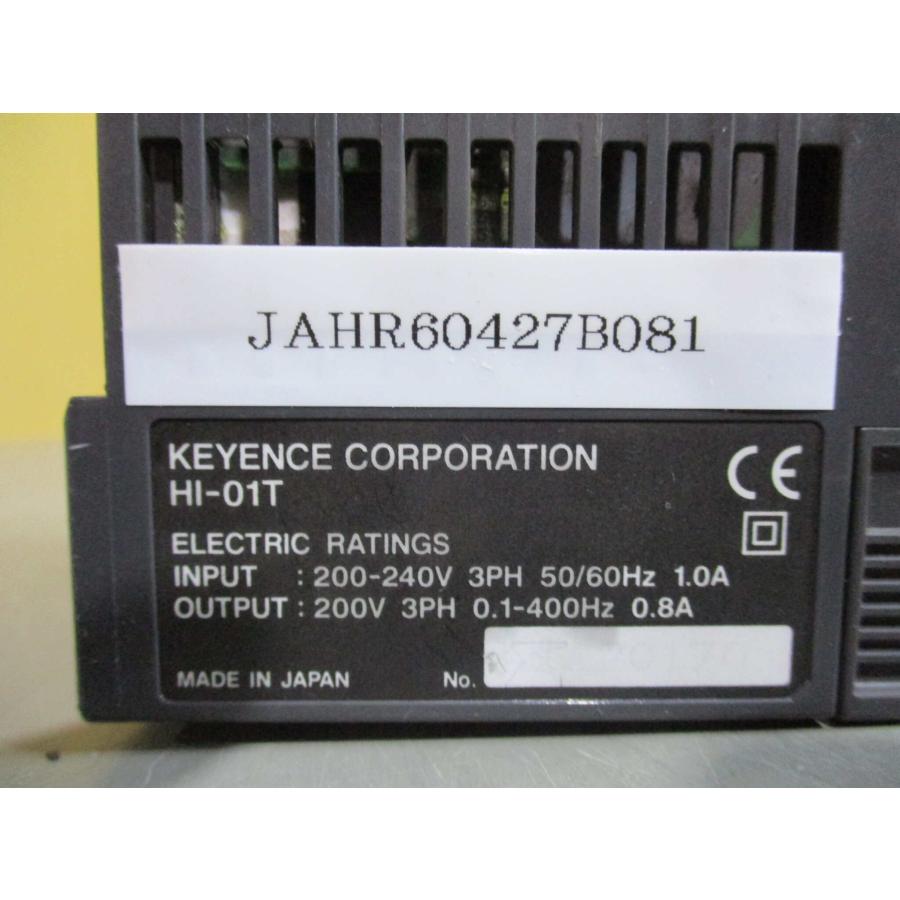 JAHR60427B081
KEYENCE CORPORATION
HI-01T
CE
ELECTRIC RATINGS
INPUT : 200-240V 3PH 50/60Hz 1.0A
OUTPUT : 200V 3PH 0.1-400Hz 0.8A
MADE IN JAPAN No.